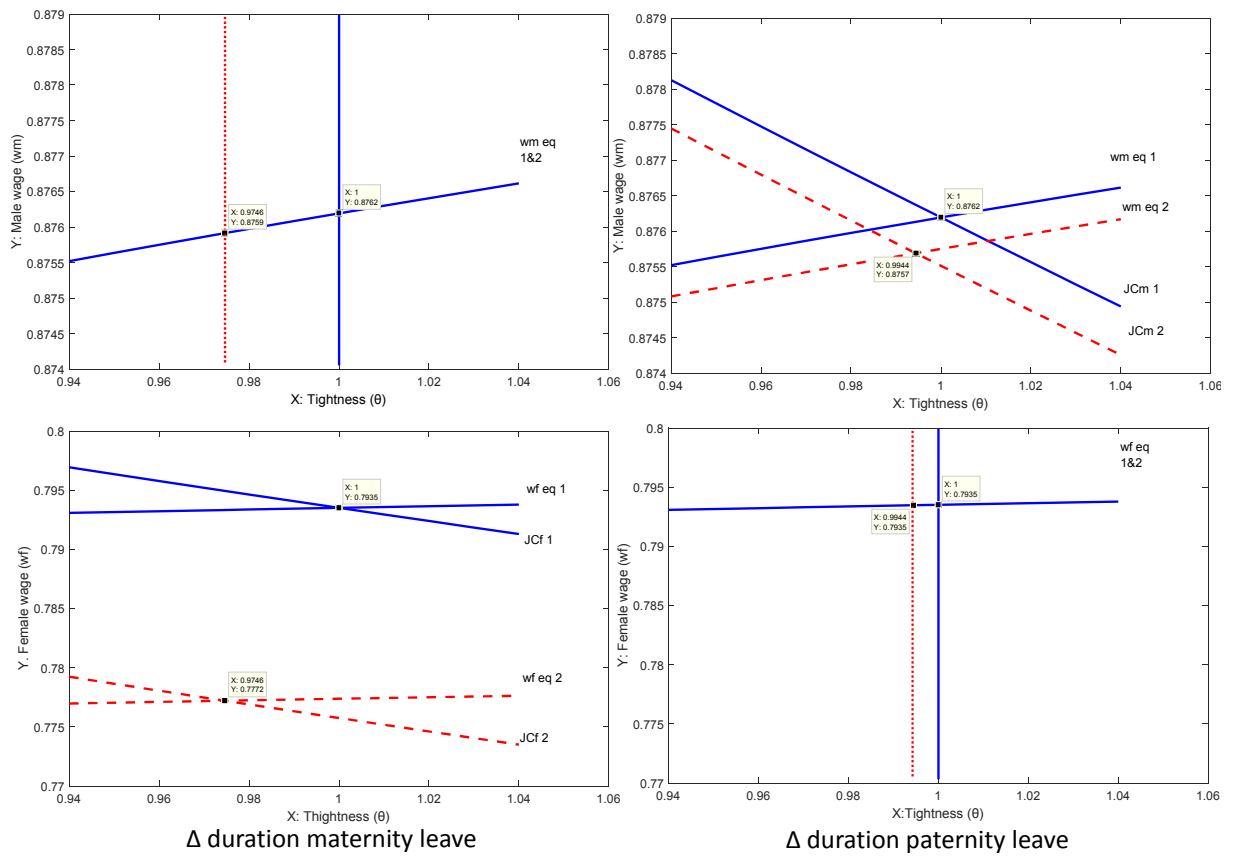 0.879
0.8785
0.878
0.8775
0.877
0.8765
0.876
0.8755
0.875
0.8745
0.874
Y: Male wage (wm)
wm eq
1&2
X: 1
Y: 0.8762
X: 0.9746
Y: 0.8759
0.94 0.96 0.98 1 1.02 1.04 1.06
X: Tightness (θ)
0.879
0.8785
0.878
0.8775
0.877
0.8765
0.876
0.8755
0.875
0.8745
0.874
Y: Male wage (wm)
wm eq 1
X: 1
Y: 0.8762
wm eq 2
X: 0.9944
Y: 0.8757
JCm 1
JCm 2
0.94 0.96 0.98 1 1.02 1.04 1.06
X: Tightness (θ)
0.8
0.795
0.79
0.785
0.78
0.775
0.77
Y: Female wage (wf)
X: 1
Y: 0.7935
wf eq 1
JCf 1
X: 0.9746
Y: 0.7772
wf eq 2
JCf 2
0.94 0.96 0.98 1 1.02 1.04 1.06
X: Thightness (θ)
Δ duration maternity leave
0.8
0.795
0.79
0.785
0.78
0.775
0.77
Y: Female wage (wf)
wf eq
1&2
X: 1
Y: 0.7935
X: 0.9944
Y: 0.7935
0.94 0.96 0.98 1 1.02 1.04 1.06
X:Tightness (θ)
Δ duration paternity leave